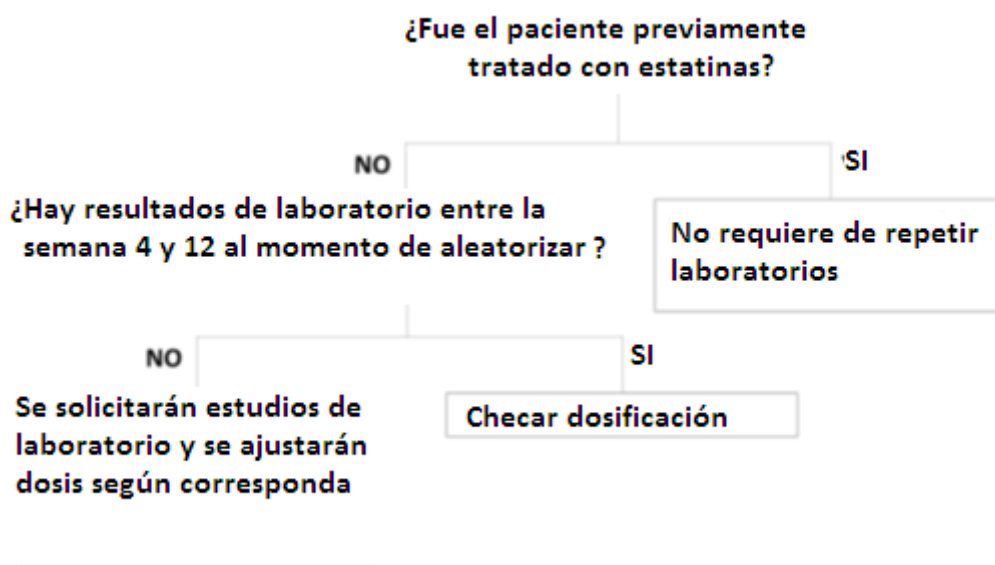 ¿Fue el paciente previamente
tratado con estatinas?
NO
SI
¿Hay resultados de laboratorio entre la
semana 4 y 12 al momento de aleatorizar ?
No requiere de repetir
laboratorios
NO
SI
Se solicitarán estudios de
laboratorio y se ajustarán
dosis según corresponda
Checar dosificación